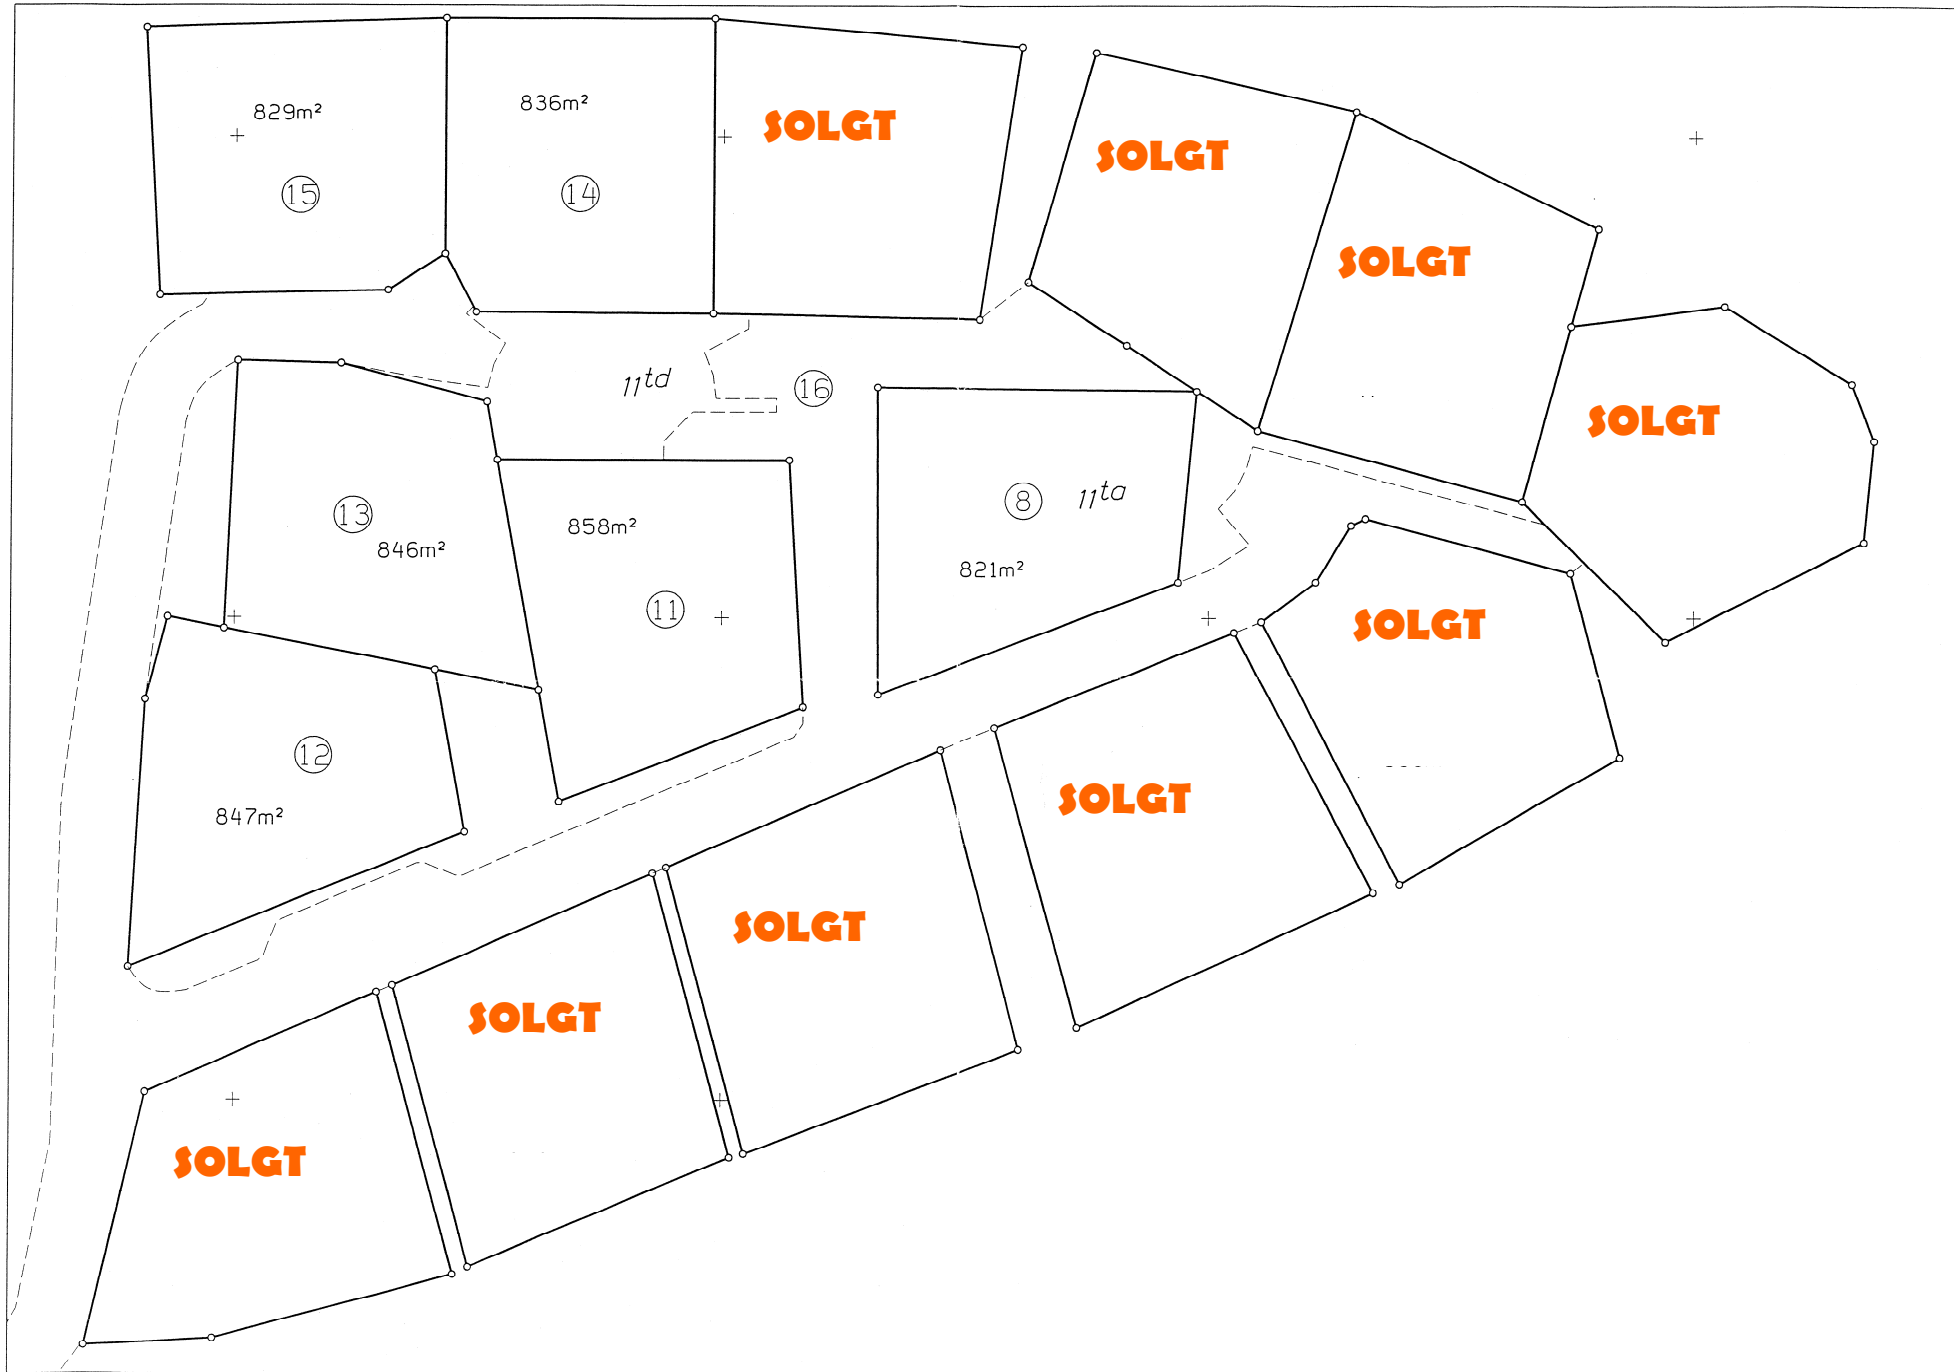 829m²
836m²
SOLGT
SOLGT
15
14
SOLGT
11td
16
SOLGT
13
846m²
858m²
8
11ta
821m²
11
SOLGT
12
847m²
SOLGT
SOLGT
SOLGT
SOLGT